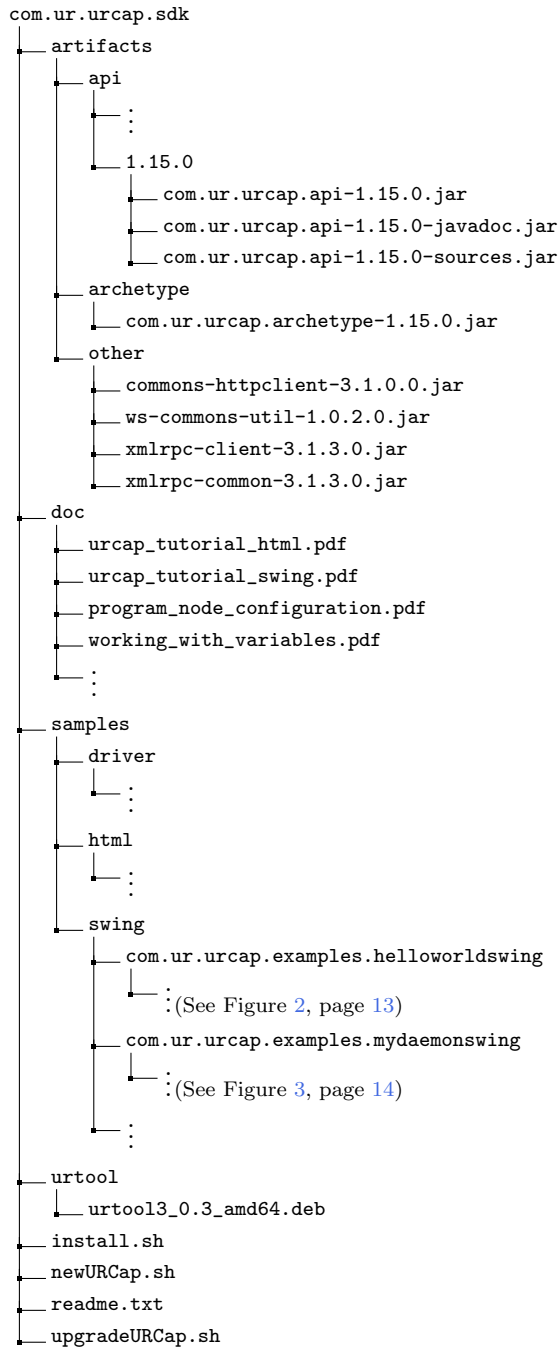 com.ur.urcap.sdk
artifacts
api
⋮
1.15.0
com.ur.urcap.api-1.15.0.jar
com.ur.urcap.api-1.15.0-javadoc.jar
com.ur.urcap.api-1.15.0-sources.jar
archetype
com.ur.urcap.archetype-1.15.0.jar
other
commons-httpclient-3.1.0.0.jar
ws-commons-util-1.0.2.0.jar
xmlrpc-client-3.1.3.0.jar
xmlrpc-common-3.1.3.0.jar
doc
urcap_tutorial_html.pdf
urcap_tutorial_swing.pdf
program_node_configuration.pdf
working_with_variables.pdf
⋮
samples
driver
⋮
html
⋮
swing
com.ur.urcap.examples.helloworldswing
⋮(See Figure 2, page 13)
com.ur.urcap.examples.mydaemonswing
⋮(See Figure 3, page 14)
⋮
urtool
urtool3_0.3_amd64.deb
install.sh
newURCap.sh
readme.txt
upgradeURCap.sh